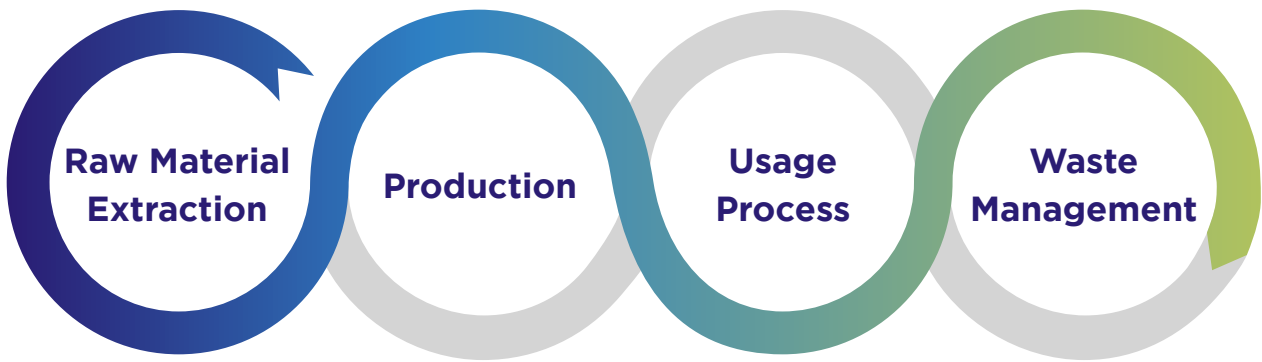 Raw Material
Extraction
Production
Usage
Process
Waste
Management